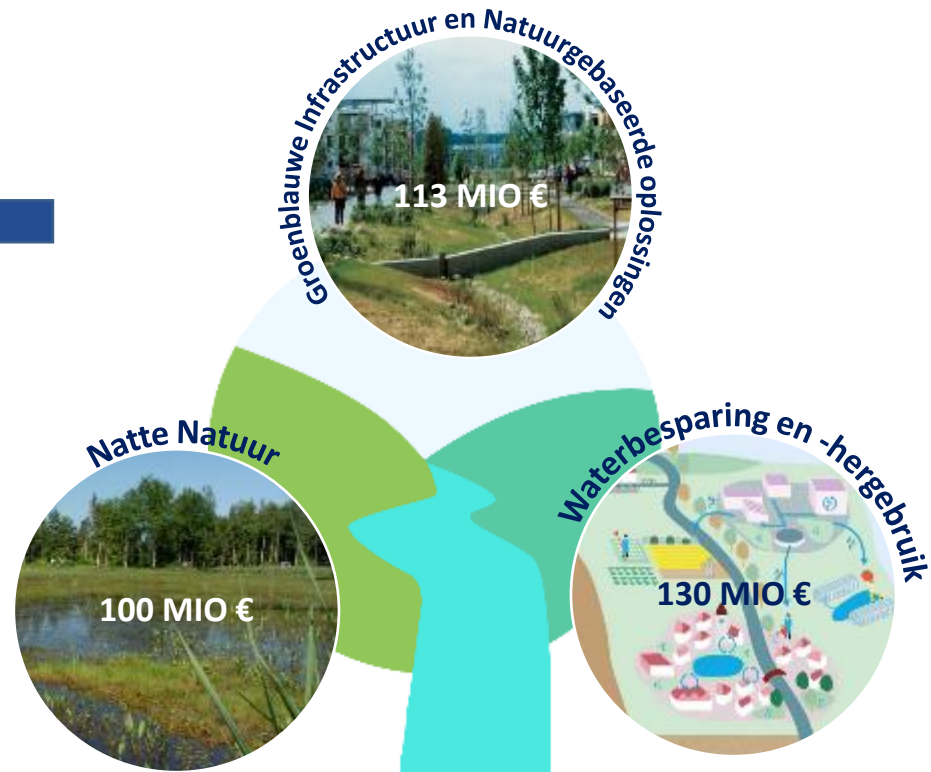 Groenblauwe Infrastructuur en Natuurgebaseerde oplossingen
113 MIO €
Natte Natuur
100 MIO €
Waterbesparing en -hergebruik
130 MIO €